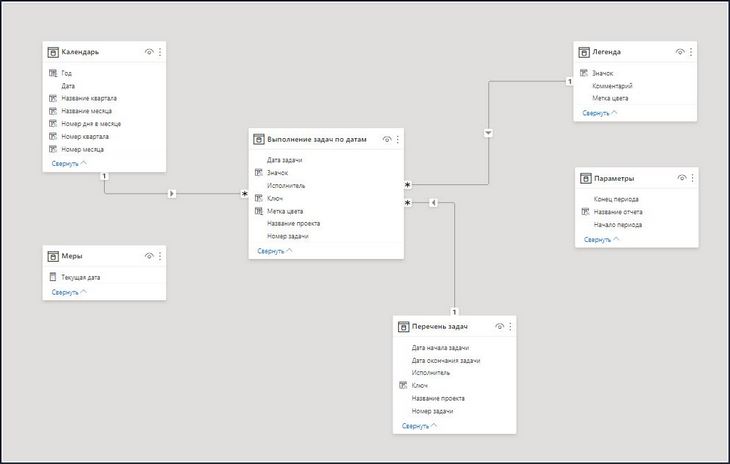 Календарь
Год
Дата
Название квартала
Название месяца
Номер дня в месяце
Номер квартала
Номер месяца
Свернуть
1
*
Меры
Текущая дата
Свернуть
Выполнение задач по датам
Дата задачи
Значок
Исполнитель
Ключ
Метка цвета
Название проекта
Номер задачи
Свернуть
*
*
1
Легенда
Значок
Комментарий
Метка цвета
Свернуть
Параметры
Конец периода
Название отчета
Начало периода
Свернуть
1
Перечень задач
Дата начала задачи
Дата окончания задачи
Исполнитель
Ключ
Название проекта
Номер задачи
Свернуть